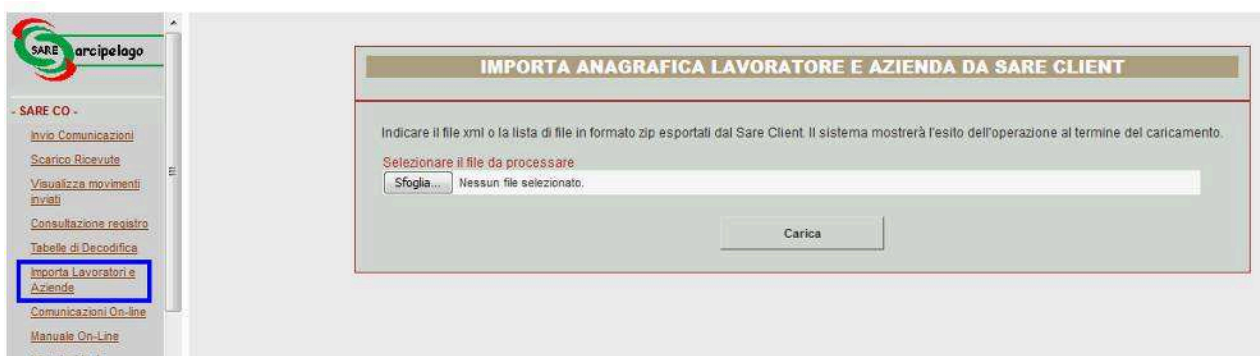 SARE arcipelago
- SARE CO -
Invio Comunicazioni
Scarico Ricevute
Visualizza movimenti
inviati
Consultazione registro
Tabelle di Decodifica
Importa Lavoratori e
Aziende
Comunicazioni On-line
Manuale On-Line
IMPORTA ANAGRAFICA LAVORATORE E AZIENDA DA SARE CLIENT
Indicare il file xml o la lista di file in formato zip esportati dal Sare Client. Il sistema mostrerà l'esito dell'operazione al termine del caricamento.
Selezionare il file da processare
Sfoglia... Nessun file selezionato.
Carica